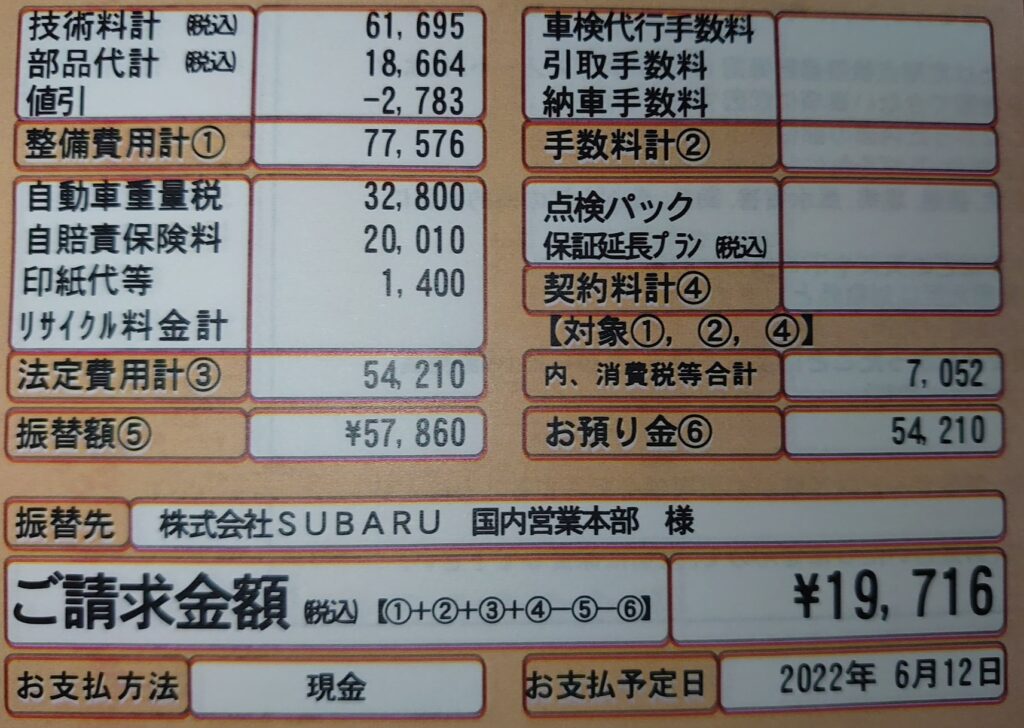 技術料計 (税込) 61,695
部品代計 (税込) 18,664
値引 -2,783
整備費用計① 77,576
自動車重量税 32,800
自賠責保険料 20,010
印紙代等 1,400
リサイクル料金計
法定費用計③ 54,210
振替額⑤ ¥57,860
車検代行手数料
引取手数料
納車手数料
手数料計②
点検パック
保証延長プラン (税込)
契約料計④
【対象①, ②, ④】
内、消費税等合計 7,052
お預り金⑥ 54,210
振替先 株式会社SUBARU 国内営業本部 様
ご請求金額 (税込) 【①+②+③+④-⑤-⑥】 ¥19,716
お支払方法 現金
お支払予定日 2022年 6月12日